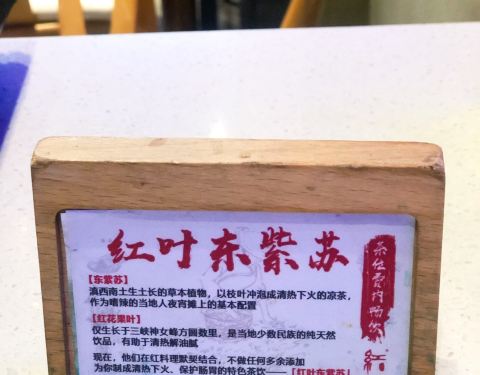 红叶东紫苏
【东紫苏】
滇西南土生土长的草本植物，以枝叶冲泡成清热下火的凉茶，
作为嗜辣的当地人夜宵摊上的基本配置
【红花果叶】
仅生长于三峡神女峰方圆数里，是当地少数民族的纯天然
饮品，有助于清热解油腻
现在，他们在红料理默契结合，不做任何多余添加
为你制成清热下火、保护肠胃的特色茶饮——【红叶东紫苏】
红